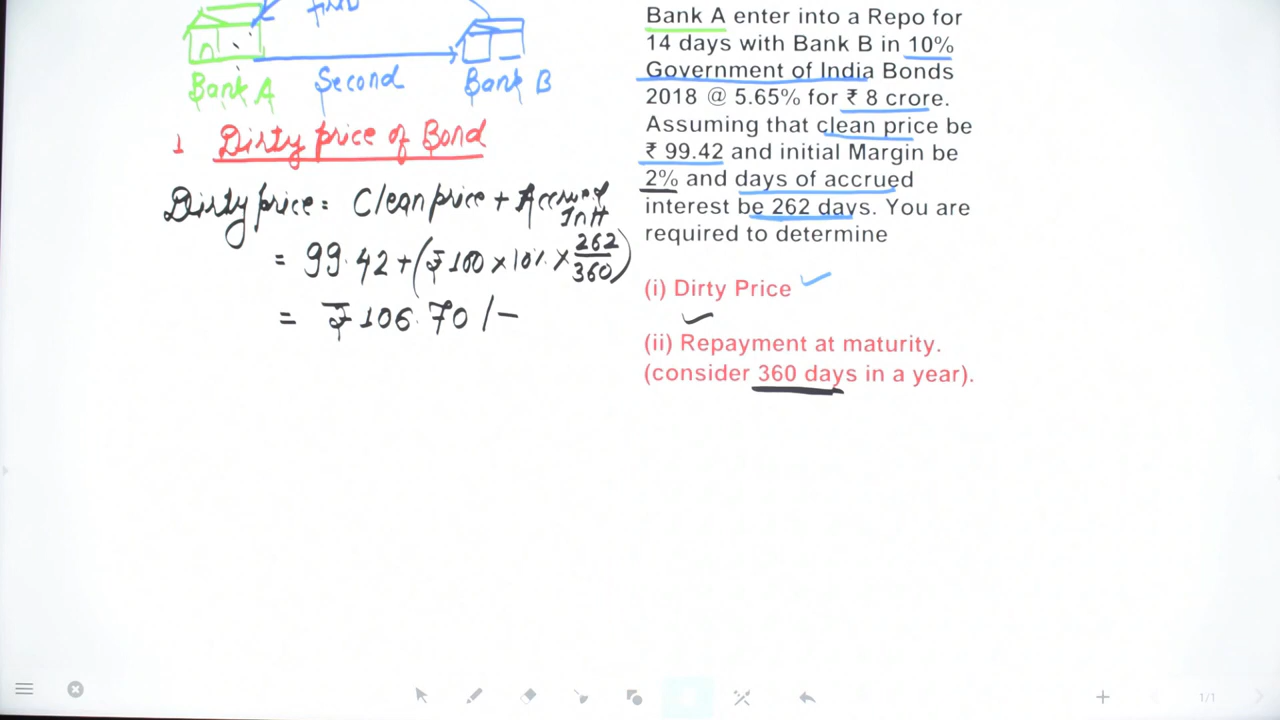 Bank A
Second
Bank B
1 Dirty price of Bond
Dirty price = Clean price + Accrued
Int
= 99.42 + (₹100 × 10% × 262/360)
= ₹106.70/-
Bank A enter into a Repo for
14 days with Bank B in 10%
Government of India Bonds
2018 @ 5.65% for ₹ 8 crore.
Assuming that clean price be
₹ 99.42 and initial Margin be
2% and days of accrued
interest be 262 days. You are
required to determine
(i) Dirty Price
(ii) Repayment at maturity.
(consider 360 days in a year).
1/1